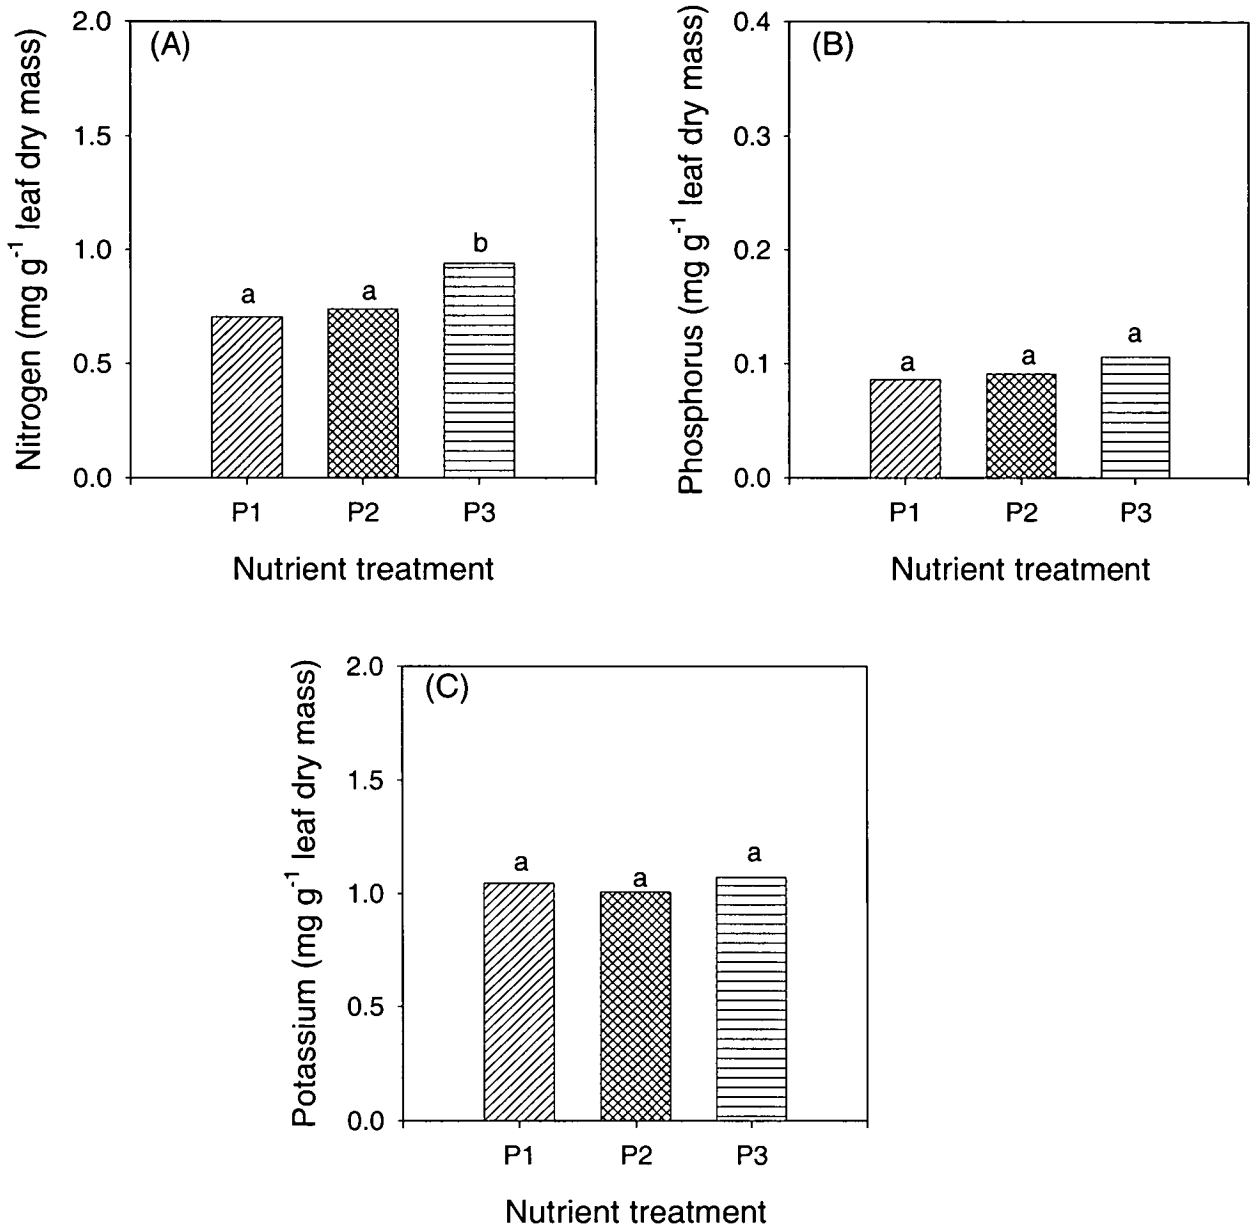 (A)
Nitrogen (mg g⁻¹ leaf dry mass)
2.0
1.5
1.0
0.5
0.0
a
a
b
P1 P2 P3
Nutrient treatment
(B)
Phosphorus (mg g⁻¹ leaf dry mass)
0.4
0.3
0.2
0.1
0.0
a
a
a
P1 P2 P3
Nutrient treatment
(C)
Potassium (mg g⁻¹ leaf dry mass)
2.0
1.5
1.0
0.5
0.0
a
a
a
P1 P2 P3
Nutrient treatment